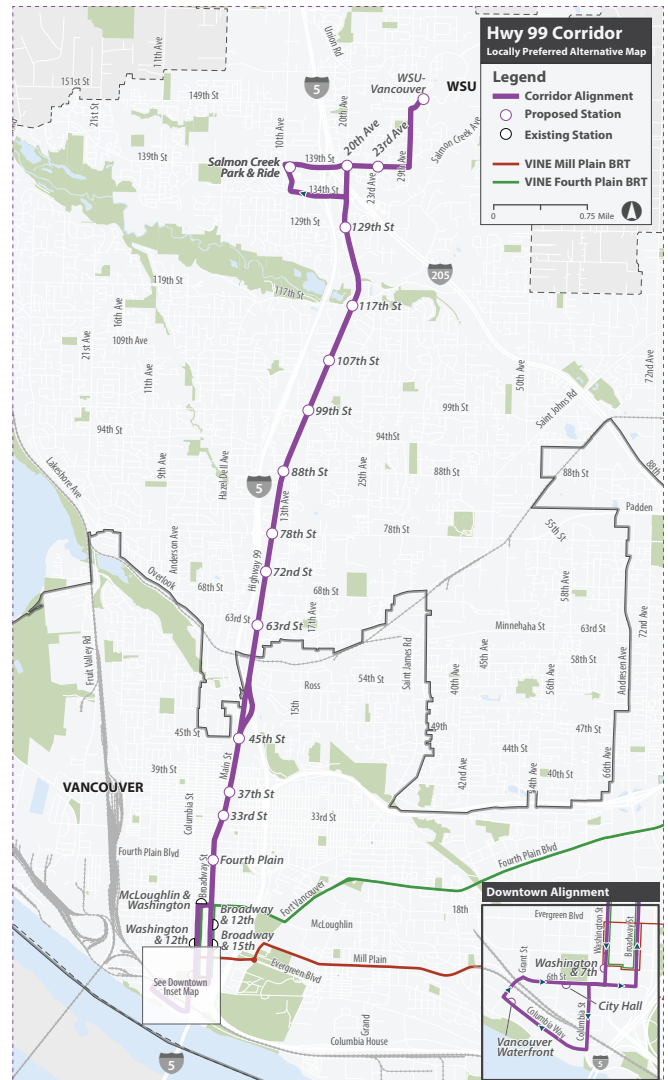 Hwy 99 Corridor
Locally Preferred Alternative Map
Legend
Corridor Alignment
Proposed Station
Existing Station
VINE Mill Plain BRT
VINE Fourth Plain BRT
0
0.75 Mile
11th Ave
Union Rd
151st St
21st St
149th St
5
20th Ave
WSU-
Vancouver
WSU
10th Ave
20th Ave
23rd Ave
Salmon Creek Ave
139th St
Salmon Creek
Park & Ride
139th St
23rd Ave
29th Ave
134th St
129th St
129th St
205
119th St
117th St
117th St
16th Ave
109th Ave
21st Ave
11th Ave
107th St
50th Ave
72nd Ave
99th St
99th St
Saint Johns Rd
94th St
94thSt
Lakeshore Ave
9th Ave
Hazel Dell Ave
5
88th St
13th Ave
25th Ave
88th St
88th St
88th
Padden
78th St
78th St
55th St
Anderson Ave
Overlook
68th St
Highway 99
72nd St
68th St
58th Ave
63rd St
63rd St
17th Ave
Minnehaha St
63rd St
72nd Ave
Fruit Valley Rd
Saint James Rd
40th Ave
45th Ave
58th St
56th Ave
Andresen Ave
Ross
54th St
15th
49th
45th St
45th St
44th St
47th St
39th St
Main St
42nd Ave
54th Ave
40th St
66th Ave
VANCOUVER
Columbia St
37th St
33rd St
33rd St
Fourth Plain Blvd
Broadway St
Fourth Plain
Fourth Plain Blvd
McLoughlin &
Washington
Fort Vancouver
Broadway
& 12th
McLoughlin
18th
Washington
& 12th
Broadway
& 15th
See Downtown
Inset Map
Evergreen Blvd
Mill Plain
Grand
Columbia House
5
Downtown Alignment
Evergreen Blvd
Washington St
Broadway St
Grant St
Washington
& 7th
6th St
City Hall
Columbia Way
Columbia St
Vancouver
Waterfront
5